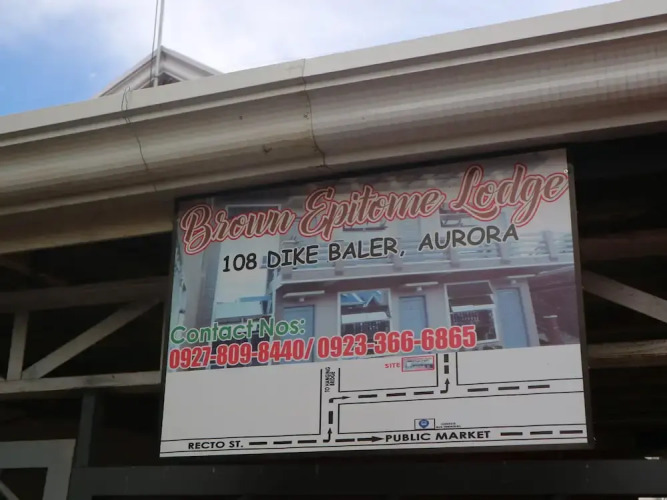 Brown Epitome Lodge
108 DIKE BALER, AURORA
Contact Nos:
0927-809-8440/ 0923-366-6865
SITE
RECTO ST.
PUBLIC MARKET